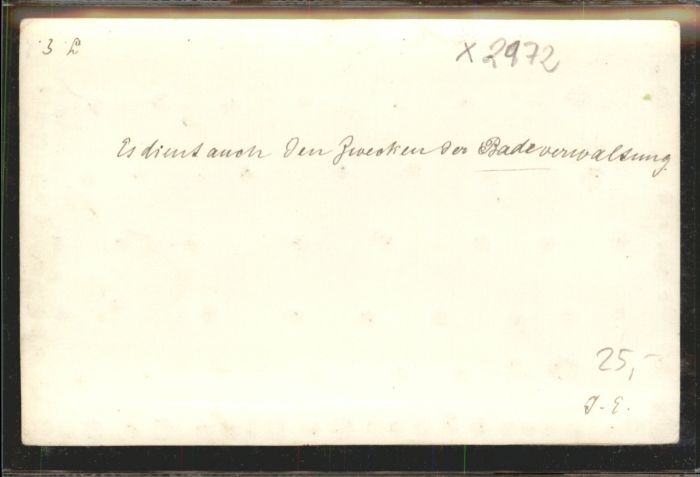 3 L
x 2972
Es dient auch den Zwecken der Badeverwaltung
25,-
J. E.